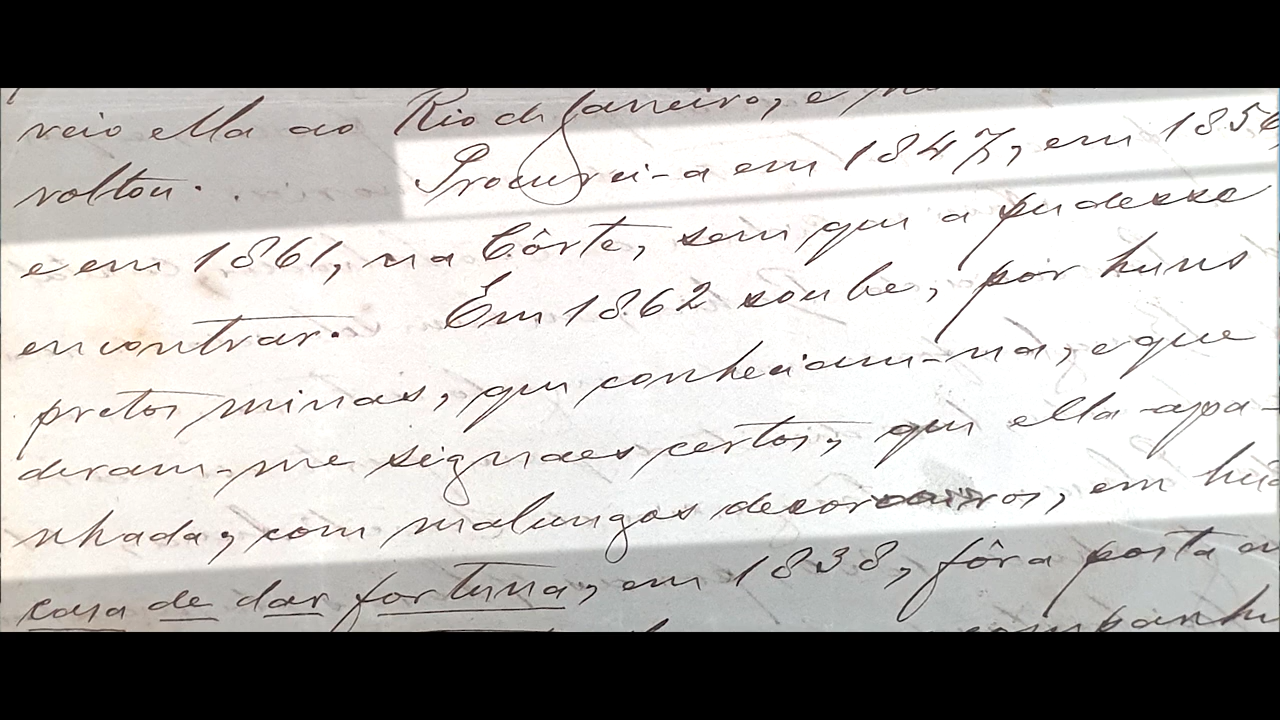 veio ella ao Rio de Janeiro, e
voltou. Procurei-a em 1847, em 1856,
e em 1861, na Côrte, sem que a pudesse
encontrar. Em 1862 soube, por huns
pretos minas, que conheciam-na, e que
deram-me signaes certos, que ella apa-
nhada, com malungos desordeiros, em
casa de dar fortuna, em 1838, fôra posta
companh